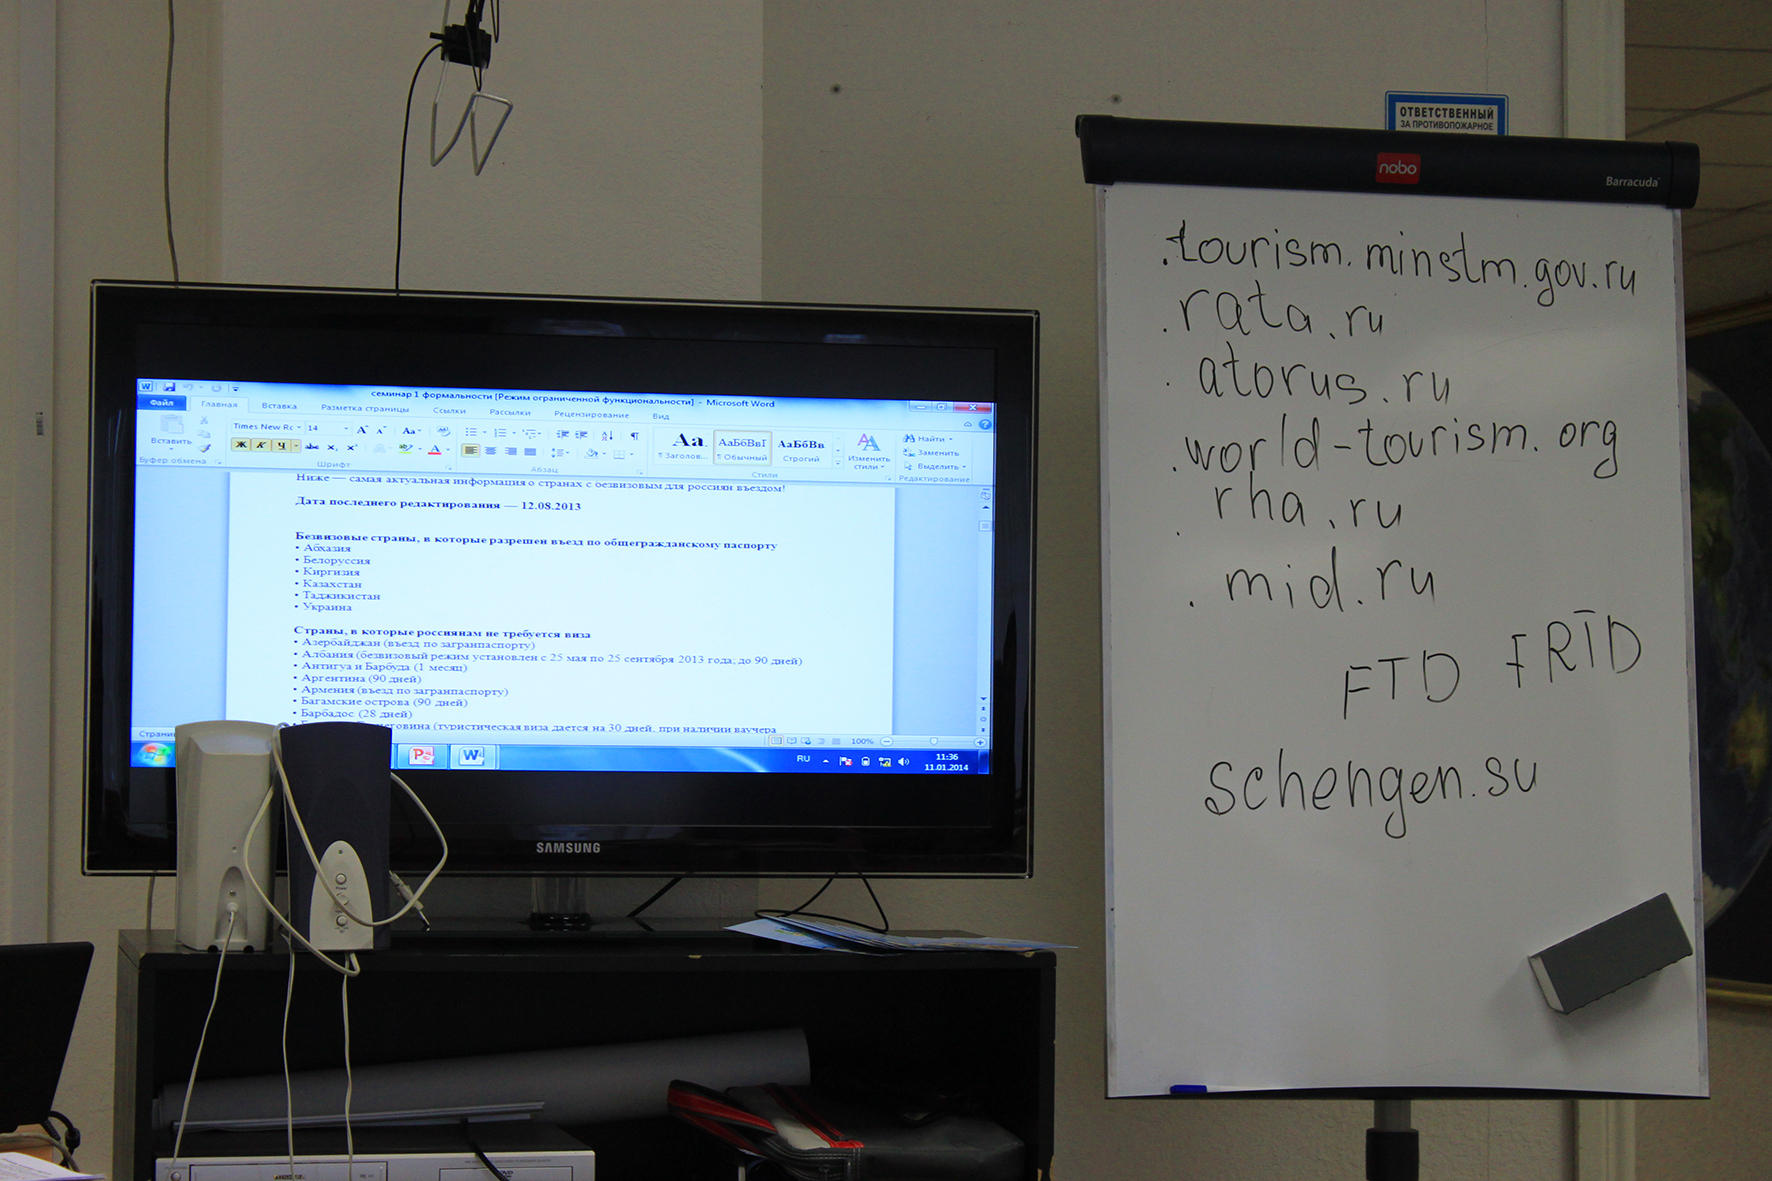 семинар 1 формальности [Режим ограниченной функциональности] - Microsoft Word
Файл Главная Вставка Разметка страницы Ссылки Рассылки Рецензирование Вид
Times New Ro 14
Вставить
Буфер обмена Шрифт Абзац Стили Редактирование
Аа АаБбВвГ АаБбВв
Заголов... Обычный Строгий
Изменить стили
Найти
Заменить
Выделить
Ниже — самая актуальная информация о странах с безвизовым для россиян въездом!
Дата последнего редактирования — 12.08.2013
Безвизовые страны, в которые разрешен въезд по общегражданскому паспорту
• Абхазия
• Белоруссия
• Киргизия
• Казахстан
• Таджикистан
• Украина
Страны, в которые россиянам не требуется виза
• Азербайджан (въезд по загранпаспорту)
• Албания (безвизовый режим установлен с 25 мая по 25 сентября 2013 года; до 90 дней)
• Антигуа и Барбуда (1 месяц)
• Аргентина (90 дней)
• Армения (въезд по загранпаспорту)
• Багамские острова (90 дней)
• Барбадос (28 дней)
(туристическая виза дается на 30 дней, при наличии ваучера
100%
RU 11:36
11.01.2014
SAMSUNG
ОТВЕТСТВЕННЫЙ
ЗА ПРОТИВОПОЖАРНОЕ
nobo
Barracuda
.tourism.minstm.gov.ru
.rata.ru
.atorus.ru
.world-tourism.org
.rha.ru
.mid.ru
FTD FRTD
schengen.su